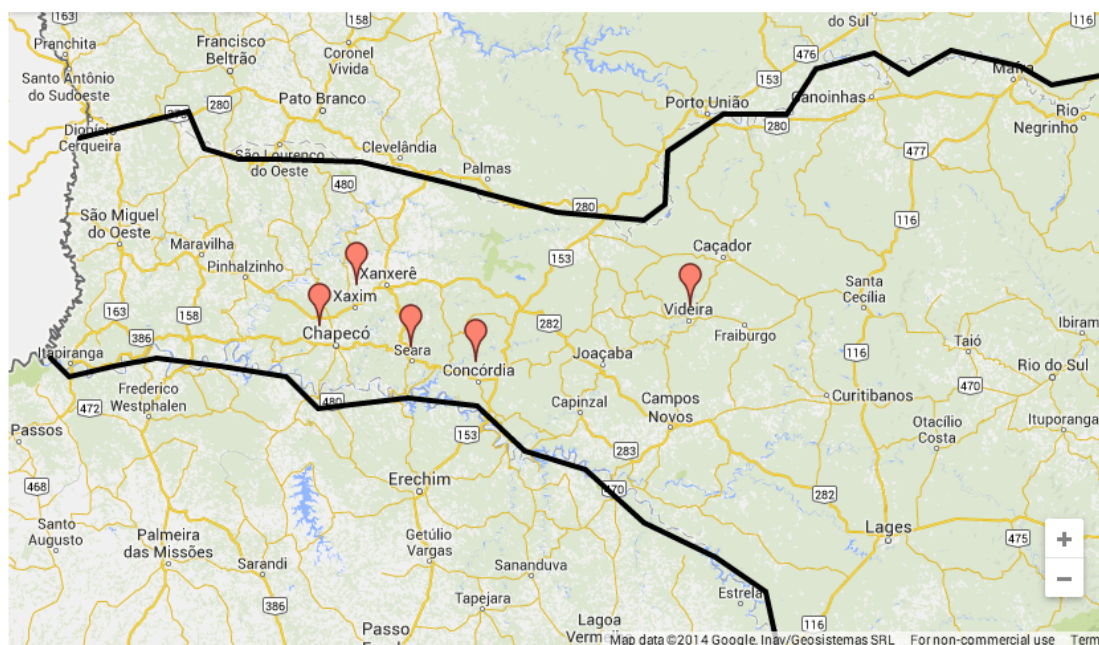 163
Pranchita
Santo Antônio
do Sudoeste
Francisco
Beltrão
158
Coronel
Vivida
do Sul
476
116
153
Mafra
280
Pato Branco
Dionísio
Cerqueira
Porto União
Canoinhas
280
Rio
Negrinho
São Lourenço
do Oeste
Clevelândia
480
Palmas
280
477
116
São Miguel
do Oeste
Maravilha
Pinhalzinho
153
Caçador
Xanxerê
Xaxim
Santa
Cecília
163
158
386
Chapecó
282
Videira
Fraiburgo
Ibiram
Itapiranga
Seara
Concórdia
Joaçaba
116
Taió
Rio do Sul
470
Frederico
Westphalen
472
480
Capinzal
Campos
Novos
Curitibanos
Passos
153
283
Otacílio
Costa
Ituporanga
468
Erechim
470
282
Santo
Augusto
Palmeira
das Missões
Sarandi
Getúlio
Vargas
Sananduva
Lages
475
386
Tapejara
Estrela
116
Passo
Lagoa
Map data ©2014 Google, Inav/Geosistemas SRL
For non-commercial use
Term